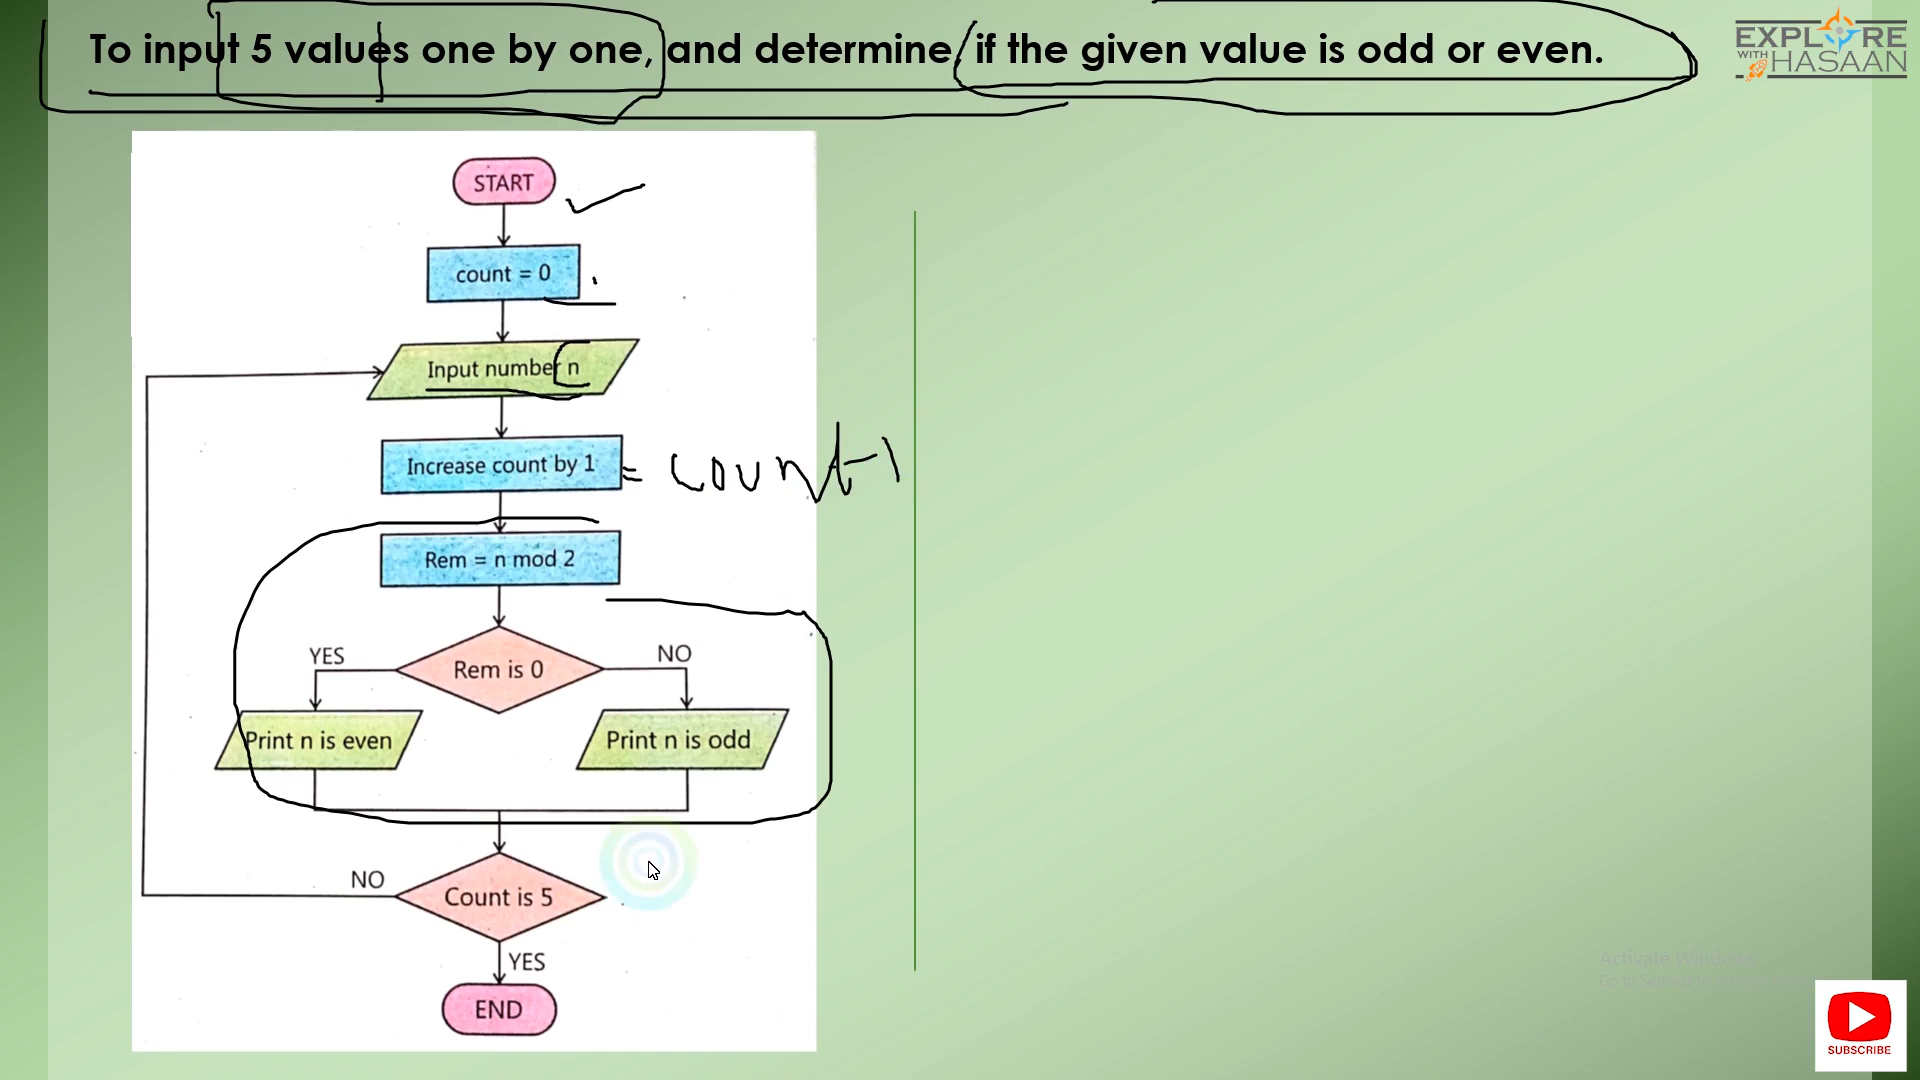 To input 5 values one by one, and determine if the given value is odd or even.
EXPLORE
WITH HASAAN
START
count = 0
Input number n
Increase count by 1 = count+1
Rem = n mod 2
YES
Rem is 0
NO
Print n is even
Print n is odd
NO
Count is 5
YES
END
Activate Windows
SUBSCRIBE